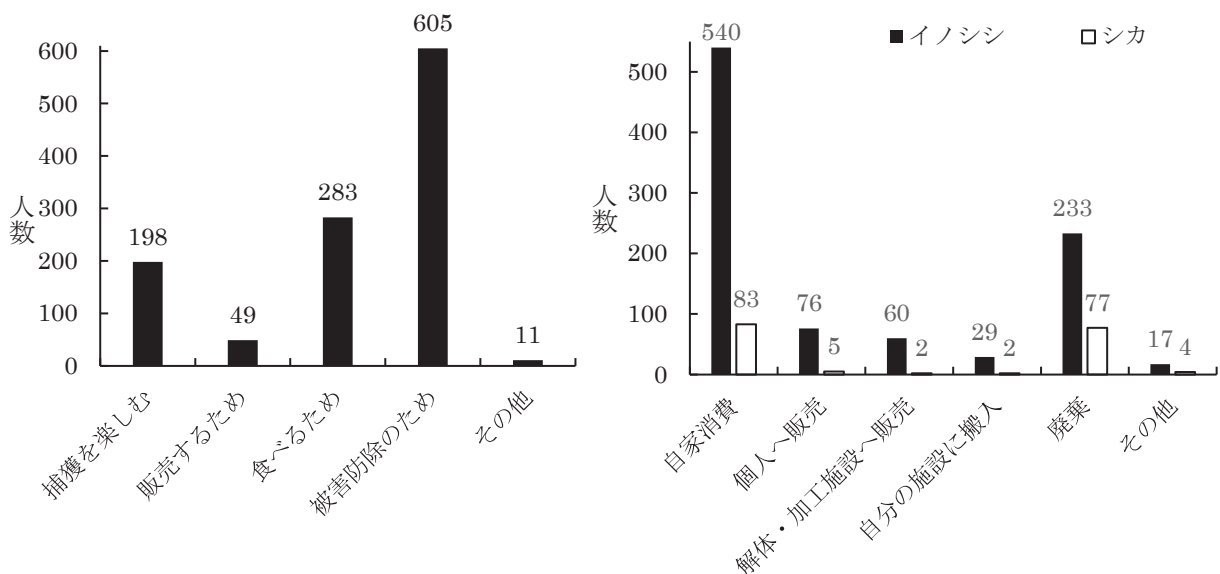 605
600
500
400
人数
300
283
200
198
100
49
11
0
捕獲を楽しむ
販売するため
食べるため
被害防除のため
その他
540
■イノシシ
□シカ
500
400
人数
300
233
200
100
83
76
5
60
2
29
2
77
17
4
0
自家消費
個人へ販売
解体・加工施設へ販売
自分の施設に搬入
廃棄
その他